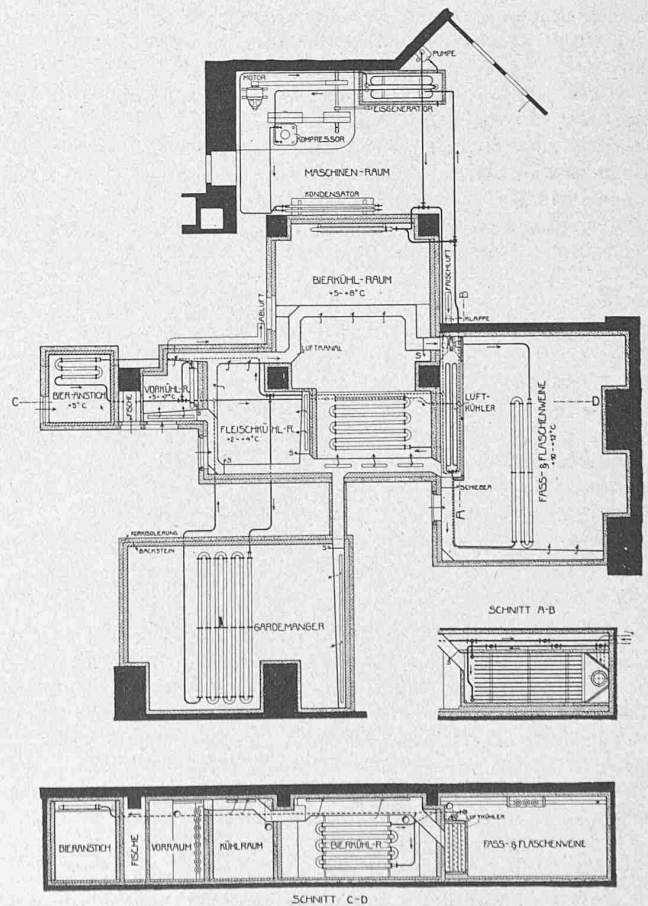 PUMPE
MOTOR
EISGENERATOR
KOMPRESSOR
MASCHINEN-RAUM
KONDENSATOR
BIERKÜHL-RAUM
+5-+8°C
FRISCHLUFT
ABLUFT
B
KLAPPE
LUFTKANAL
S
BIER-ANSTICH
+5°C
FISCHE
VORKÜHL-R.
+5-+7°C
C
D
FLEISCHKÜHL-R.
+2-+4°C
S
S
LUFT-
KÜHLER
FASS- & FLASCHENWEINE
+10-+12°C
SCHIEBER
A
KORKISOLIERUNG
BACKSTEIN
S
GARDEMANGER
SCHNITT A-B
S
BIERANSTICH
FISCHE
VORRAUM
KÜHLRAUM
BIERKÜHL-R.
LUFTKÜHLER
FASS- & FLASCHENWEINE
SCHNITT C-D